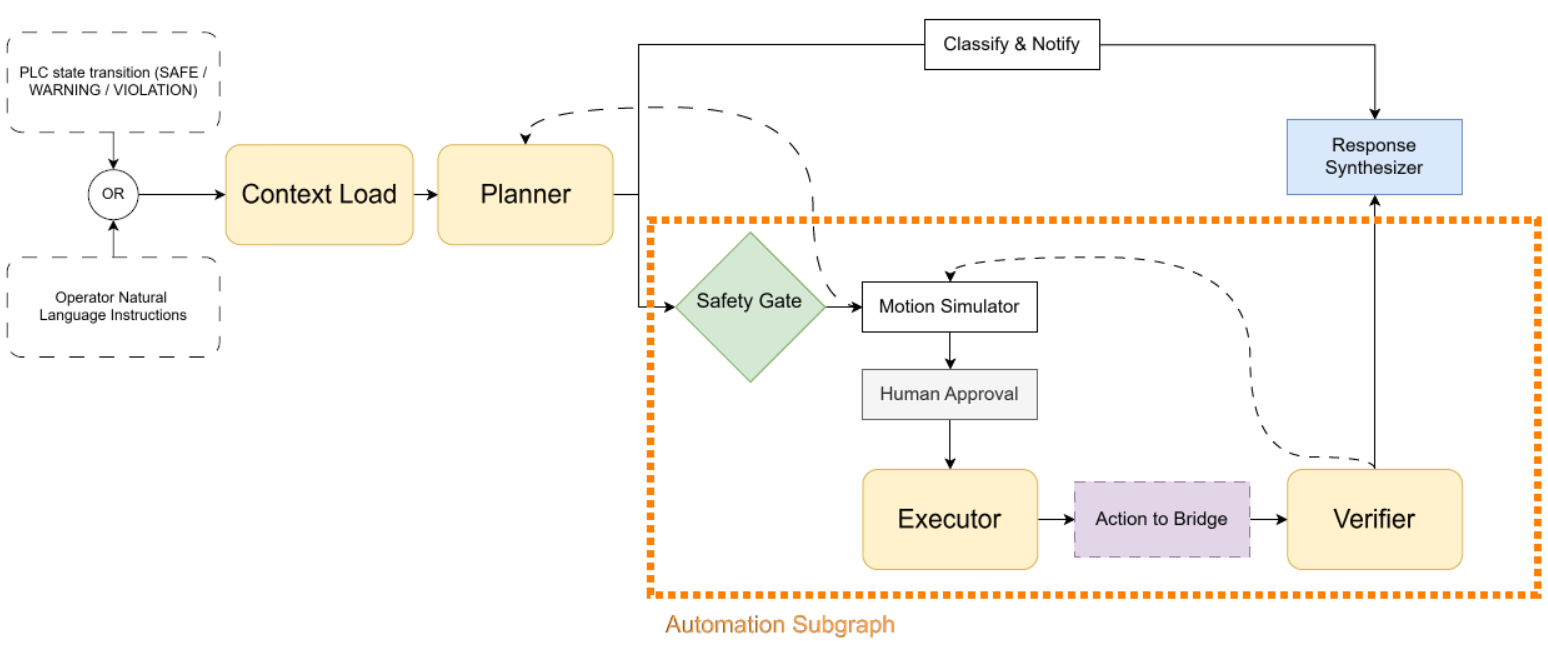 Classify & Notify
PLC state transition (SAFE /
WARNING / VIOLATION)
Response
Synthesizer
OR
Context Load
Planner
Operator Natural
Language Instructions
Safety Gate
Motion Simulator
Human Approval
Executor
Action to Bridge
Verifier
Automation Subgraph